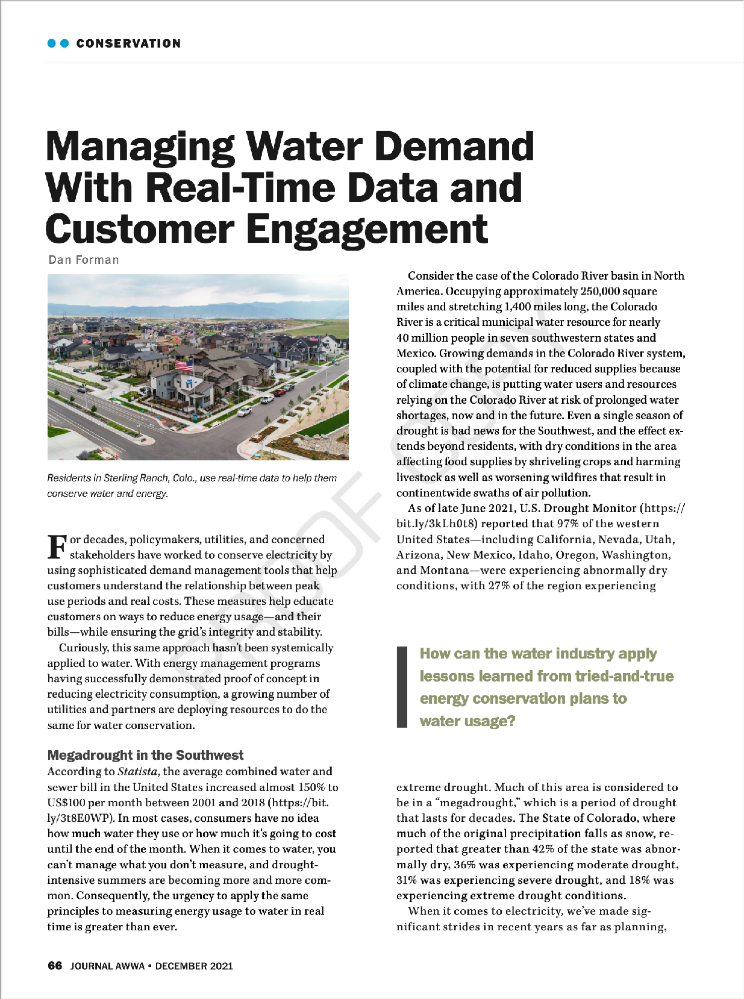 CONSERVATION
Managing Water Demand
With Real-Time Data and
Customer Engagement
Dan Forman
Residents in Sterling Ranch, Colo., use real-time data to help them
conserve water and energy.
For decades, policymakers, utilities, and concerned
stakeholders have worked to conserve electricity by
using sophisticated demand management tools that help
customers understand the relationship between peak
use periods and real costs. These measures help educate
customers on ways to reduce energy usage—and their
bills—while ensuring the grid's integrity and stability.
Curiously, this same approach hasn't been systemically
applied to water. With energy management programs
having successfully demonstrated proof of concept in
reducing electricity consumption, a growing number of
utilities and partners are deploying resources to do the
same for water conservation.
Megadrought in the Southwest
According to Statista, the average combined water and
sewer bill in the United States increased almost 150% to
US$100 per month between 2001 and 2018 (https://bit.
ly/3t8E0WP). In most cases, consumers have no idea
how much water they use or how much it's going to cost
until the end of the month. When it comes to water, you
can't manage what you don't measure, and drought-
intensive summers are becoming more and more com-
mon. Consequently, the urgency to apply the same
principles to measuring energy usage to water in real
time is greater than ever.
Consider the case of the Colorado River basin in North
America. Occupying approximately 250,000 square
miles and stretching 1,400 miles long, the Colorado
River is a critical municipal water resource for nearly
40 million people in seven southwestern states and
Mexico. Growing demands in the Colorado River system,
coupled with the potential for reduced supplies because
of climate change, is putting water users and resources
relying on the Colorado River at risk of prolonged water
shortages, now and in the future. Even a single season of
drought is bad news for the Southwest, and the effect ex-
tends beyond residents, with dry conditions in the area
affecting food supplies by shriveling crops and harming
livestock as well as worsening wildfires that result in
continentwide swaths of air pollution.
As of late June 2021, U.S. Drought Monitor (https://
bit.ly/3kLh0t8) reported that 97% of the western
United States—including California, Nevada, Utah,
Arizona, New Mexico, Idaho, Oregon, Washington,
and Montana—were experiencing abnormally dry
conditions, with 27% of the region experiencing
How can the water industry apply
lessons learned from tried-and-true
energy conservation plans to
water usage?
extreme drought. Much of this area is considered to
be in a “megadrought,” which is a period of drought
that lasts for decades. The State of Colorado, where
much of the original precipitation falls as snow, re-
ported that greater than 42% of the state was abnor-
mally dry, 36% was experiencing moderate drought,
31% was experiencing severe drought, and 18% was
experiencing extreme drought conditions.
When it comes to electricity, we've made sig-
nificant strides in recent years as far as planning,
66 JOURNAL AWWA • DECEMBER 2021
PROOF COPY